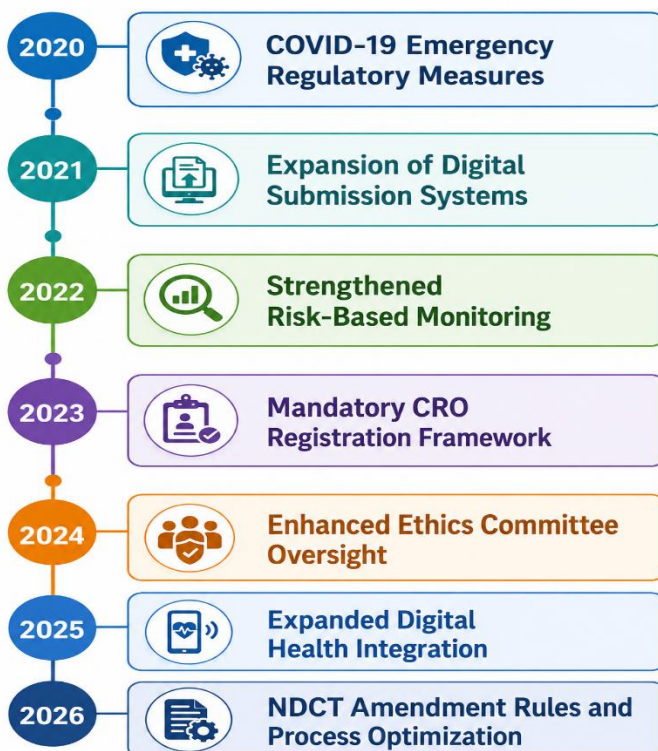 2020
COVID-19 Emergency
Regulatory Measures
2021
Expansion of Digital
Submission Systems
2022
Strengthened
Risk-Based Monitoring
2023
Mandatory CRO
Registration Framework
2024
Enhanced Ethics Committee
Oversight
2025
Expanded Digital
Health Integration
2026
NDCT Amendment Rules and
Process Optimization